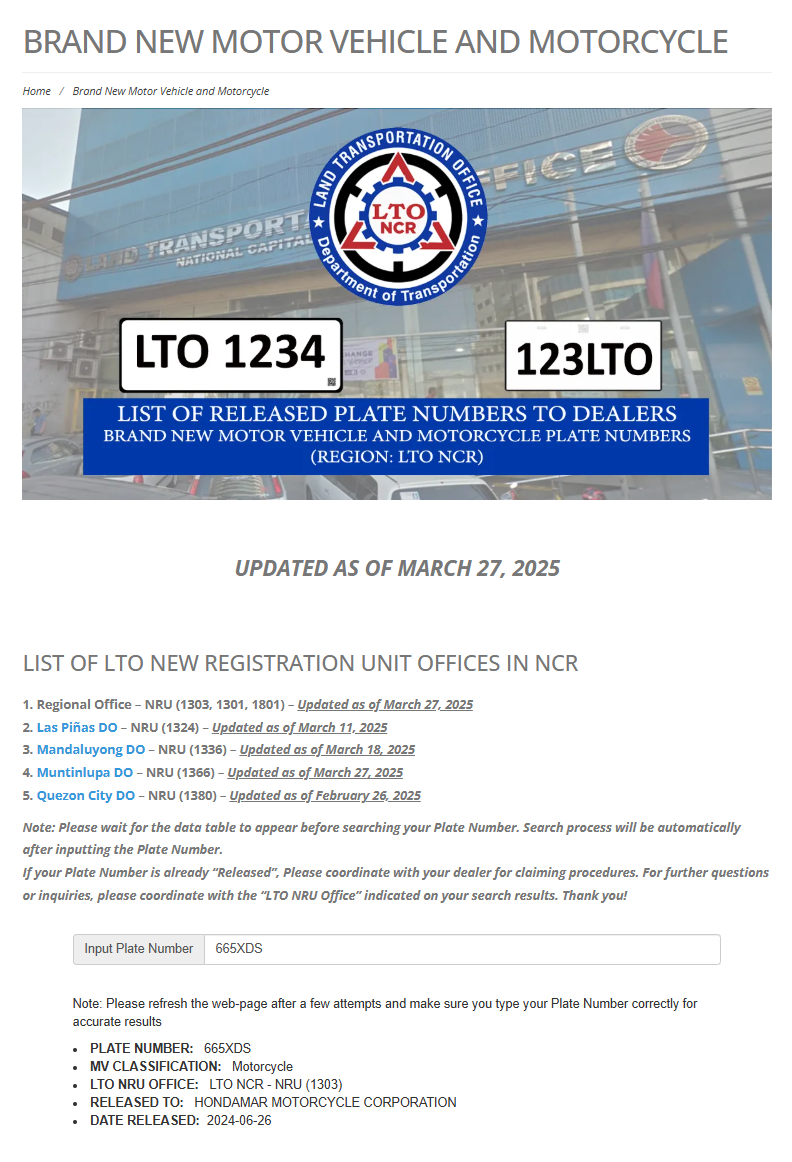 BRAND NEW MOTOR VEHICLE AND MOTORCYCLE
Home / Brand New Motor Vehicle and Motorcycle
LAND TRANSPORTATION OFFICE
LTO
NCR
Department of Transportation
LAND TRANSPORT
FFICE
NATIONAL CAPITAL
LTO 1234
123LTO
LIST OF RELEASED PLATE NUMBERS TO DEALERS
BRAND NEW MOTOR VEHICLE AND MOTORCYCLE PLATE NUMBERS
(REGION: LTO NCR)
UPDATED AS OF MARCH 27, 2025
LIST OF LTO NEW REGISTRATION UNIT OFFICES IN NCR
1. Regional Office – NRU (1303, 1301, 1801) – Updated as of March 27, 2025
2. Las Piñas DO – NRU (1324) – Updated as of March 11, 2025
3. Mandaluyong DO – NRU (1336) – Updated as of March 18, 2025
4. Muntinlupa DO – NRU (1366) – Updated as of March 27, 2025
5. Quezon City DO – NRU (1380) – Updated as of February 26, 2025
Note: Please wait for the data table to appear before searching your Plate Number. Search process will be automatically
after inputting the Plate Number.
If your Plate Number is already “Released”, Please coordinate with your dealer for claiming procedures. For further questions
or inquiries, please coordinate with the “LTO NRU Office” indicated on your search results. Thank you!
Input Plate Number 665XDS
Note: Please refresh the web-page after a few attempts and make sure you type your Plate Number correctly for
accurate results
• PLATE NUMBER: 665XDS
• MV CLASSIFICATION: Motorcycle
• LTO NRU OFFICE: LTO NCR - NRU (1303)
• RELEASED TO: HONDAMAR MOTORCYCLE CORPORATION
• DATE RELEASED: 2024-06-26